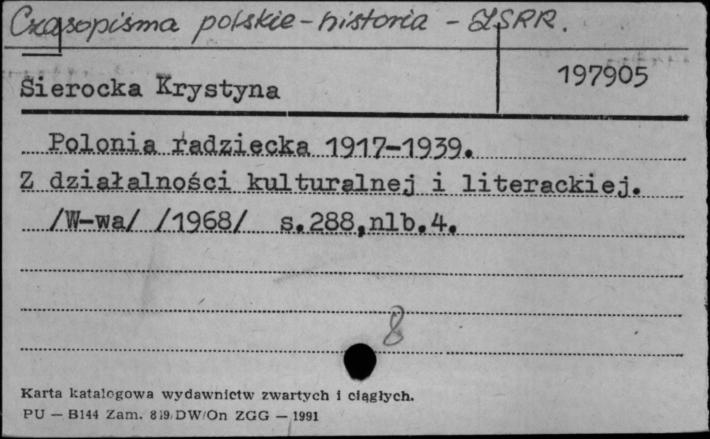 Czasopisma polskie - historia - ZSRR.
197905
Sierocka Krystyna
Polonia radziecka 1917-1939.
Z działalności kulturalnej i literackiej.
/W-wa/ /1968/ s.288,nlb.4.
8
Karta katalogowa wydawnictw zwartych i ciągłych.
PU — B144 Zam. 819/DW/On ZGG — 1991